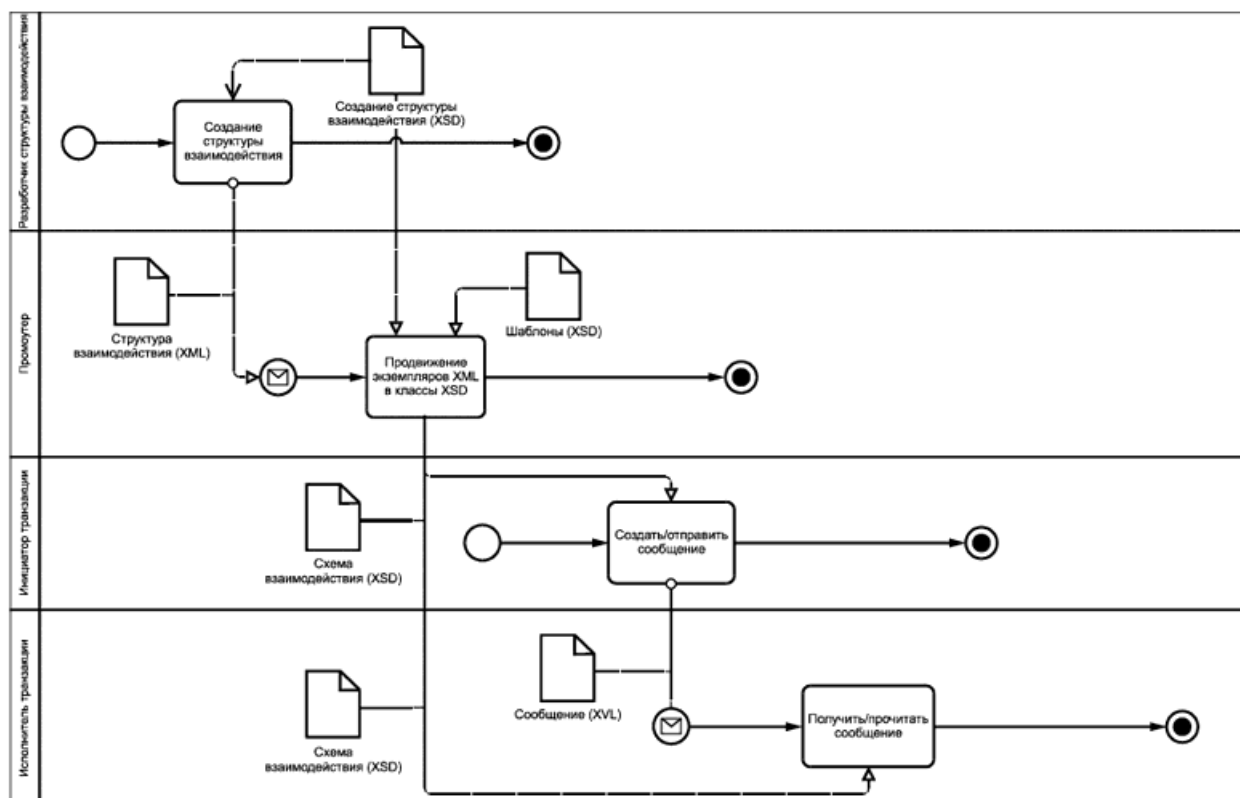 Разработчик структуры взаимодействия
Создание структуры
взаимодействия (XSD)
Создание
структуры
взаимодействия
Промоутер
Структура
взаимодействия (XML)
Шаблоны (XSD)
Продвижение
экземпляров XML
в классы XSD
Инициатор транзакции
Схема
взаимодействия (XSD)
Создать/отправить
сообщение
Исполнитель транзакции
Сообщение (XVL)
Получить/прочитать
сообщение
Схема
взаимодействия (XSD)